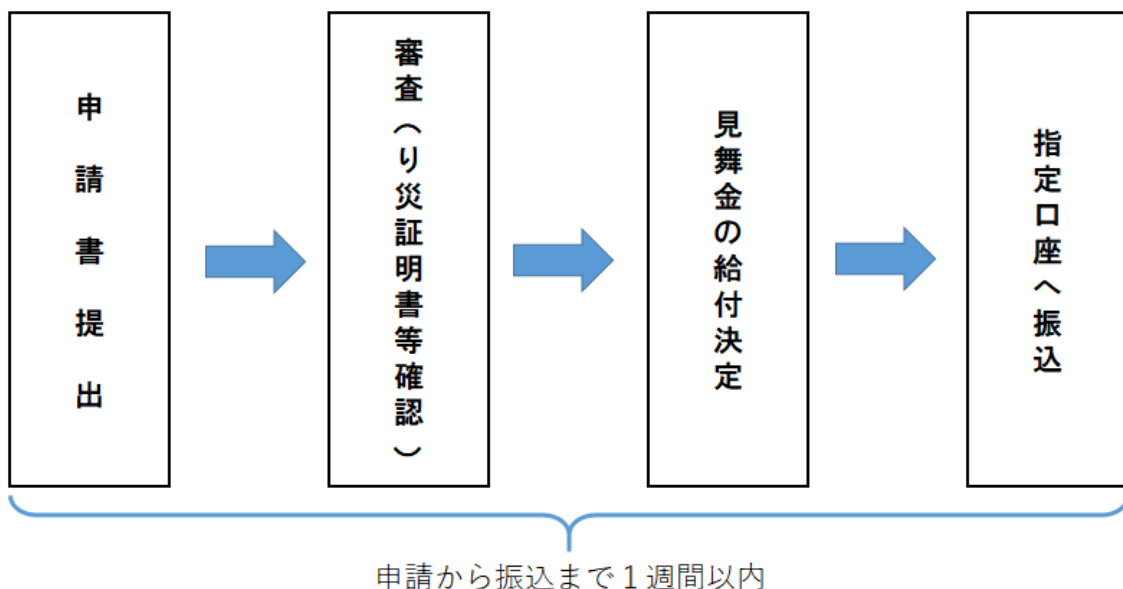 申請書提出
審査(り災証明書等確認)
見舞金の給付決定
指定口座へ振込
申請から振込まで1週間以内